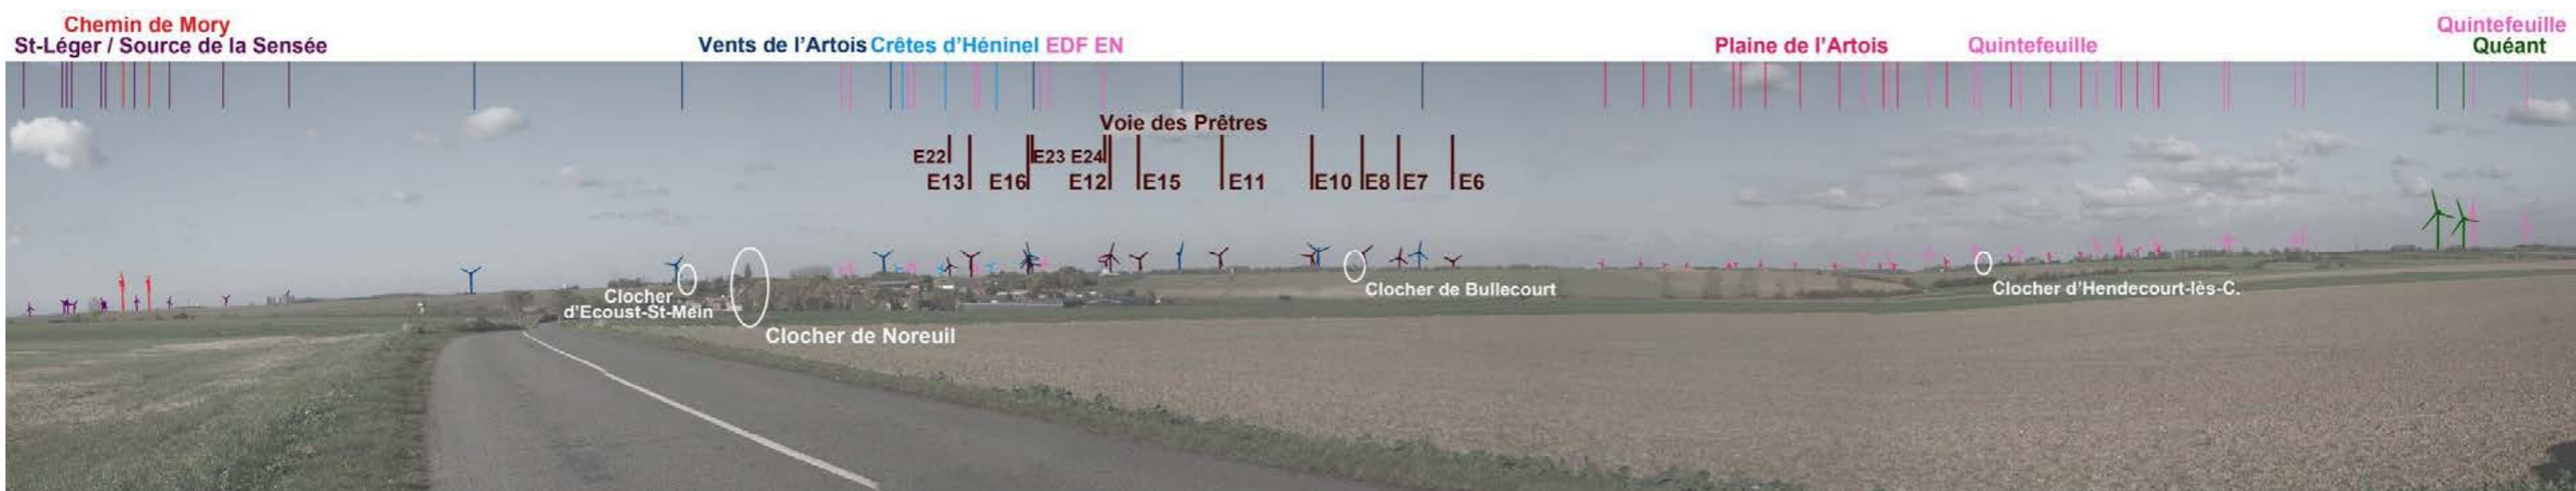 Chemin de Mory
St-Léger / Source de la Sensée
Vents de l'Artois
Crêtes d'Héninel
EDF EN
Plaine de l'Artois
Quintefeuille
Quintefeuille
Quéant
Voie des Prêtres
E22
E23
E24
E13
E16
E12
E15
E11
E10
E8
E7
E6
Clocher
d'Ecoust-St-Mein
Clocher de Noreuil
Clocher de Bullecourt
Clocher d'Hendecourt-lès-C.